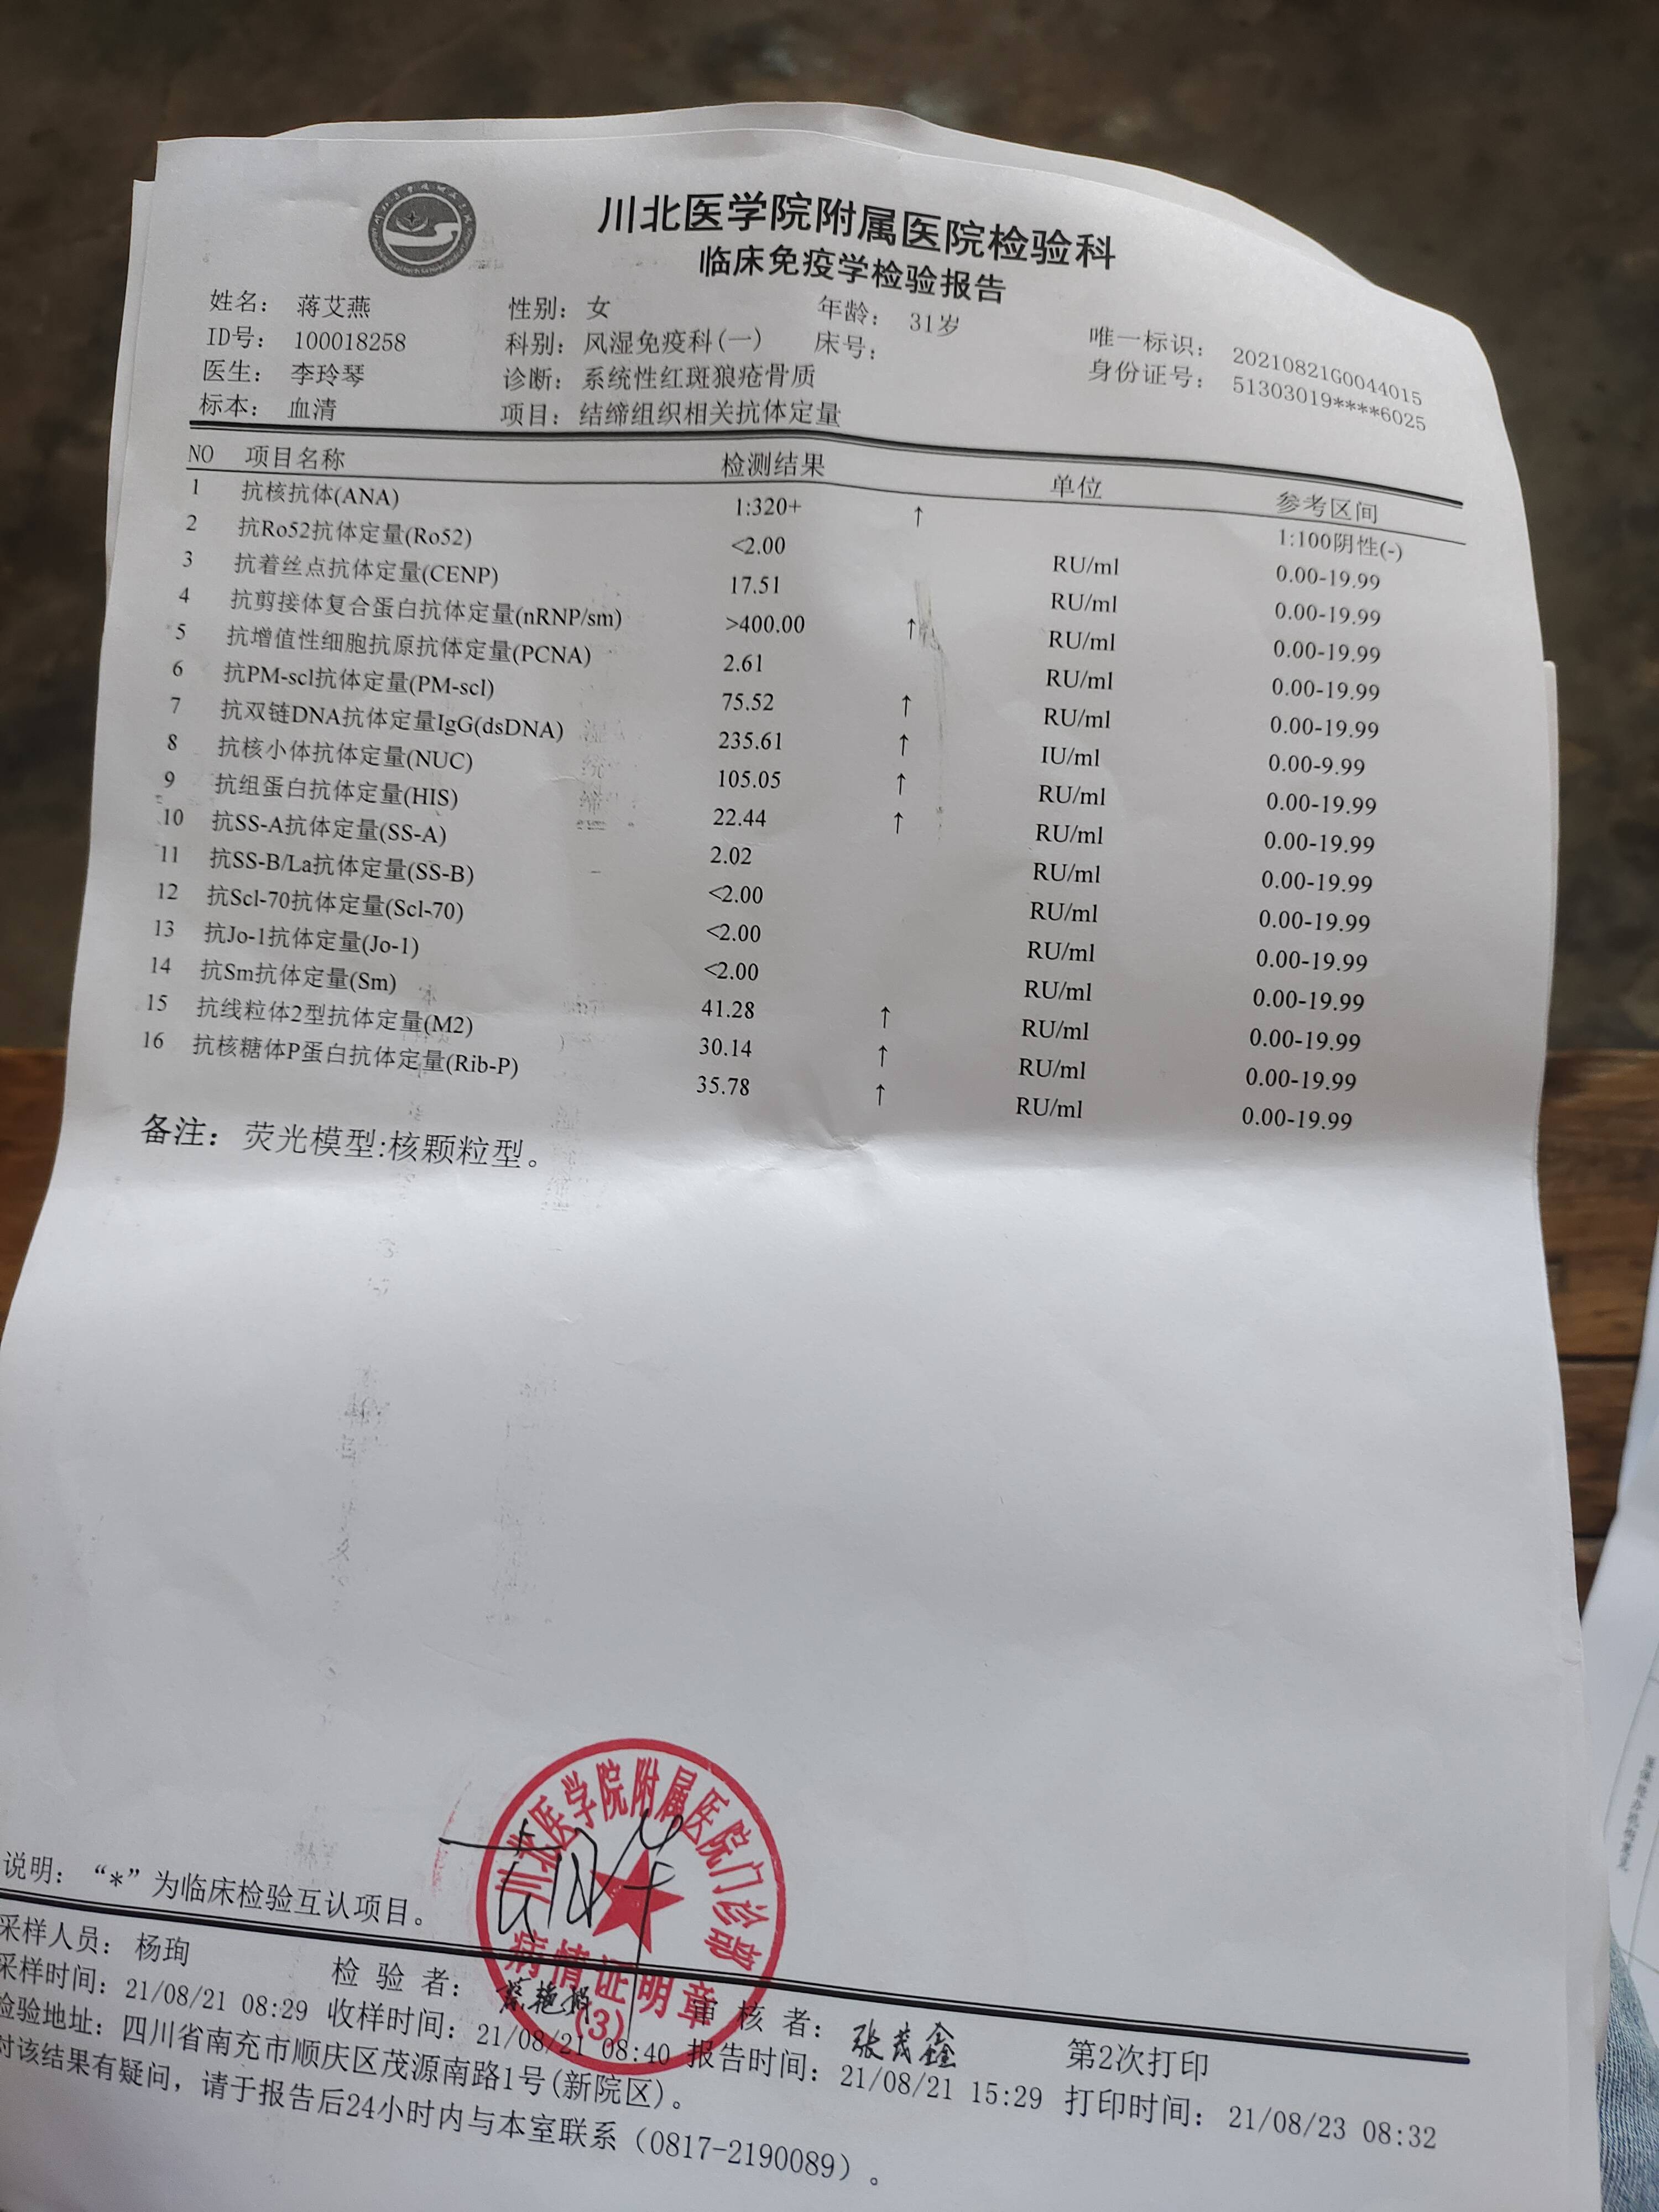 川北医学院附属医院检验科
临床免疫学检验报告
姓名： 蒋艾燕 性别： 女 年龄： 31岁 唯一标识： 20210821G0044015
ID号： 100018258 科别： 风湿免疫科(一) 床号： 身份证号： 51303019****6025
医生： 李玲琴 诊断： 系统性红斑狼疮骨质
标本： 血清 项目： 结缔组织相关抗体定量
NO 项目名称 检测结果 单位 参考区间
1 抗核抗体(ANA) 1:320+ ↑ 1:100阴性(-)
2 抗Ro52抗体定量(Ro52) <2.00 RU/ml 0.00-19.99
3 抗着丝点抗体定量(CENP) 17.51 RU/ml 0.00-19.99
4 抗剪接体复合蛋白抗体定量(nRNP/sm) >400.00 ↑ RU/ml 0.00-19.99
5 抗增值性细胞抗原抗体定量(PCNA) 2.61 RU/ml 0.00-19.99
6 抗PM-scl抗体定量(PM-scl) 75.52 ↑ RU/ml 0.00-19.99
7 抗双链DNA抗体定量IgG(dsDNA) 235.61 ↑ IU/ml 0.00-9.99
8 抗核小体抗体定量(NUC) 105.05 ↑ RU/ml 0.00-19.99
9 抗组蛋白抗体定量(HIS) 22.44 ↑ RU/ml 0.00-19.99
10 抗SS-A抗体定量(SS-A) 2.02 RU/ml 0.00-19.99
11 抗SS-B/La抗体定量(SS-B) <2.00 RU/ml 0.00-19.99
12 抗Scl-70抗体定量(Scl-70) <2.00 RU/ml 0.00-19.99
13 抗Jo-1抗体定量(Jo-1) <2.00 RU/ml 0.00-19.99
14 抗Sm抗体定量(Sm) 41.28 ↑ RU/ml 0.00-19.99
15 抗线粒体2型抗体定量(M2) 30.14 ↑ RU/ml 0.00-19.99
16 抗核糖体P蛋白抗体定量(Rib-P) 35.78 ↑ RU/ml 0.00-19.99
备注： 荧光模型:核颗粒型。
川北医学院附属医院门诊部
病情证明章
(3)
说明： “*”为临床检验互认项目。
采样人员： 杨珣 检 验 者： 审 核 者： 张茂鑫 第2次打印
采样时间： 21/08/21 08:29 收样时间： 21/08/21 08:40 报告时间： 21/08/21 15:29 打印时间： 21/08/23 08:32
检验地址： 四川省南充市顺庆区茂源南路1号(新院区)。
对该结果有疑问，请于报告后24小时内与本室联系（0817-2190089）。